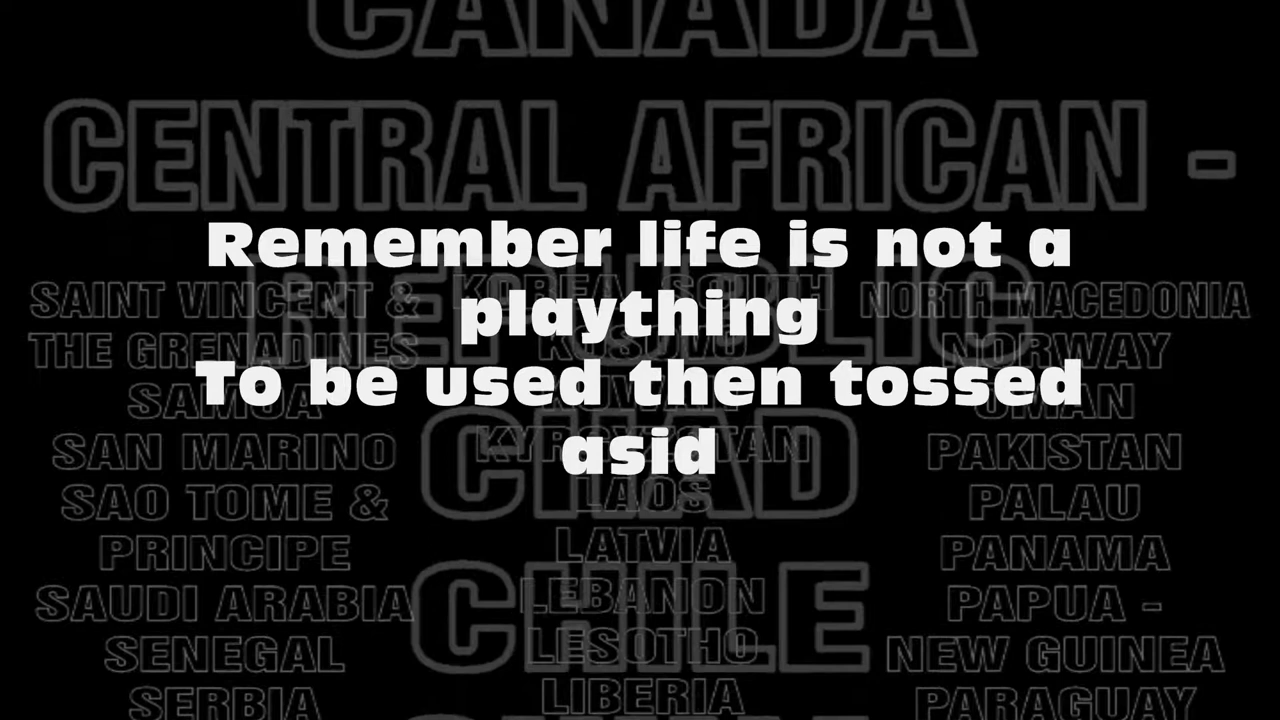 CANADA
CENTRAL AFRICAN -
REPUBLIC
CHAD
CHILE
Remember life is not a
plaything
To be used then tossed
asid
SAINT VINCENT &
THE GRENADINES
SAMOA
SAN MARINO
SAO TOME &
PRINCIPE
SAUDI ARABIA
SENEGAL
SERBIA
KOREA, SOUTH
KOSOVO
KUWAIT
KYRGYZSTAN
LAOS
LATVIA
LEBANON
LESOTHO
LIBERIA
NORTH MACEDONIA
NORWAY
OMAN
PAKISTAN
PALAU
PANAMA
PAPUA -
NEW GUINEA
PARAGUAY